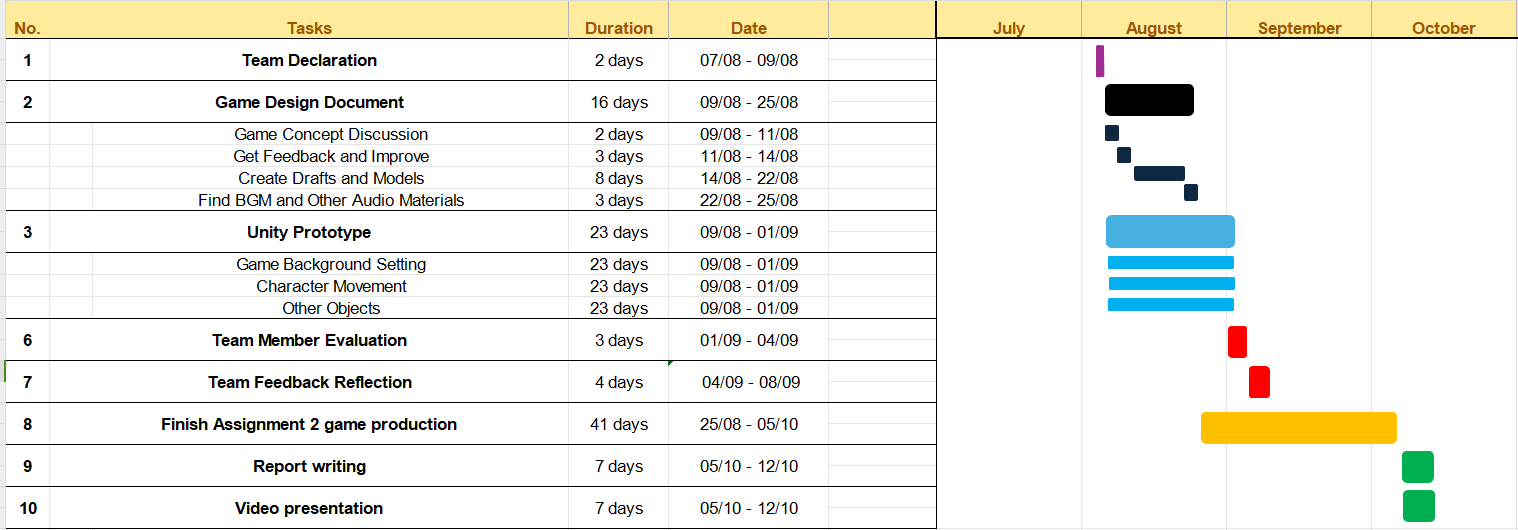 No. Tasks Duration Date July August September October
1 Team Declaration 2 days 07/08 - 09/08
2 Game Design Document 16 days 09/08 - 25/08
Game Concept Discussion 2 days 09/08 - 11/08
Get Feedback and Improve 3 days 11/08 - 14/08
Create Drafts and Models 8 days 14/08 - 22/08
Find BGM and Other Audio Materials 3 days 22/08 - 25/08
3 Unity Prototype 23 days 09/08 - 01/09
Game Background Setting 23 days 09/08 - 01/09
Character Movement 23 days 09/08 - 01/09
Other Objects 23 days 09/08 - 01/09
6 Team Member Evaluation 3 days 01/09 - 04/09
7 Team Feedback Reflection 4 days 04/09 - 08/09
8 Finish Assignment 2 game production 41 days 25/08 - 05/10
9 Report writing 7 days 05/10 - 12/10
10 Video presentation 7 days 05/10 - 12/10